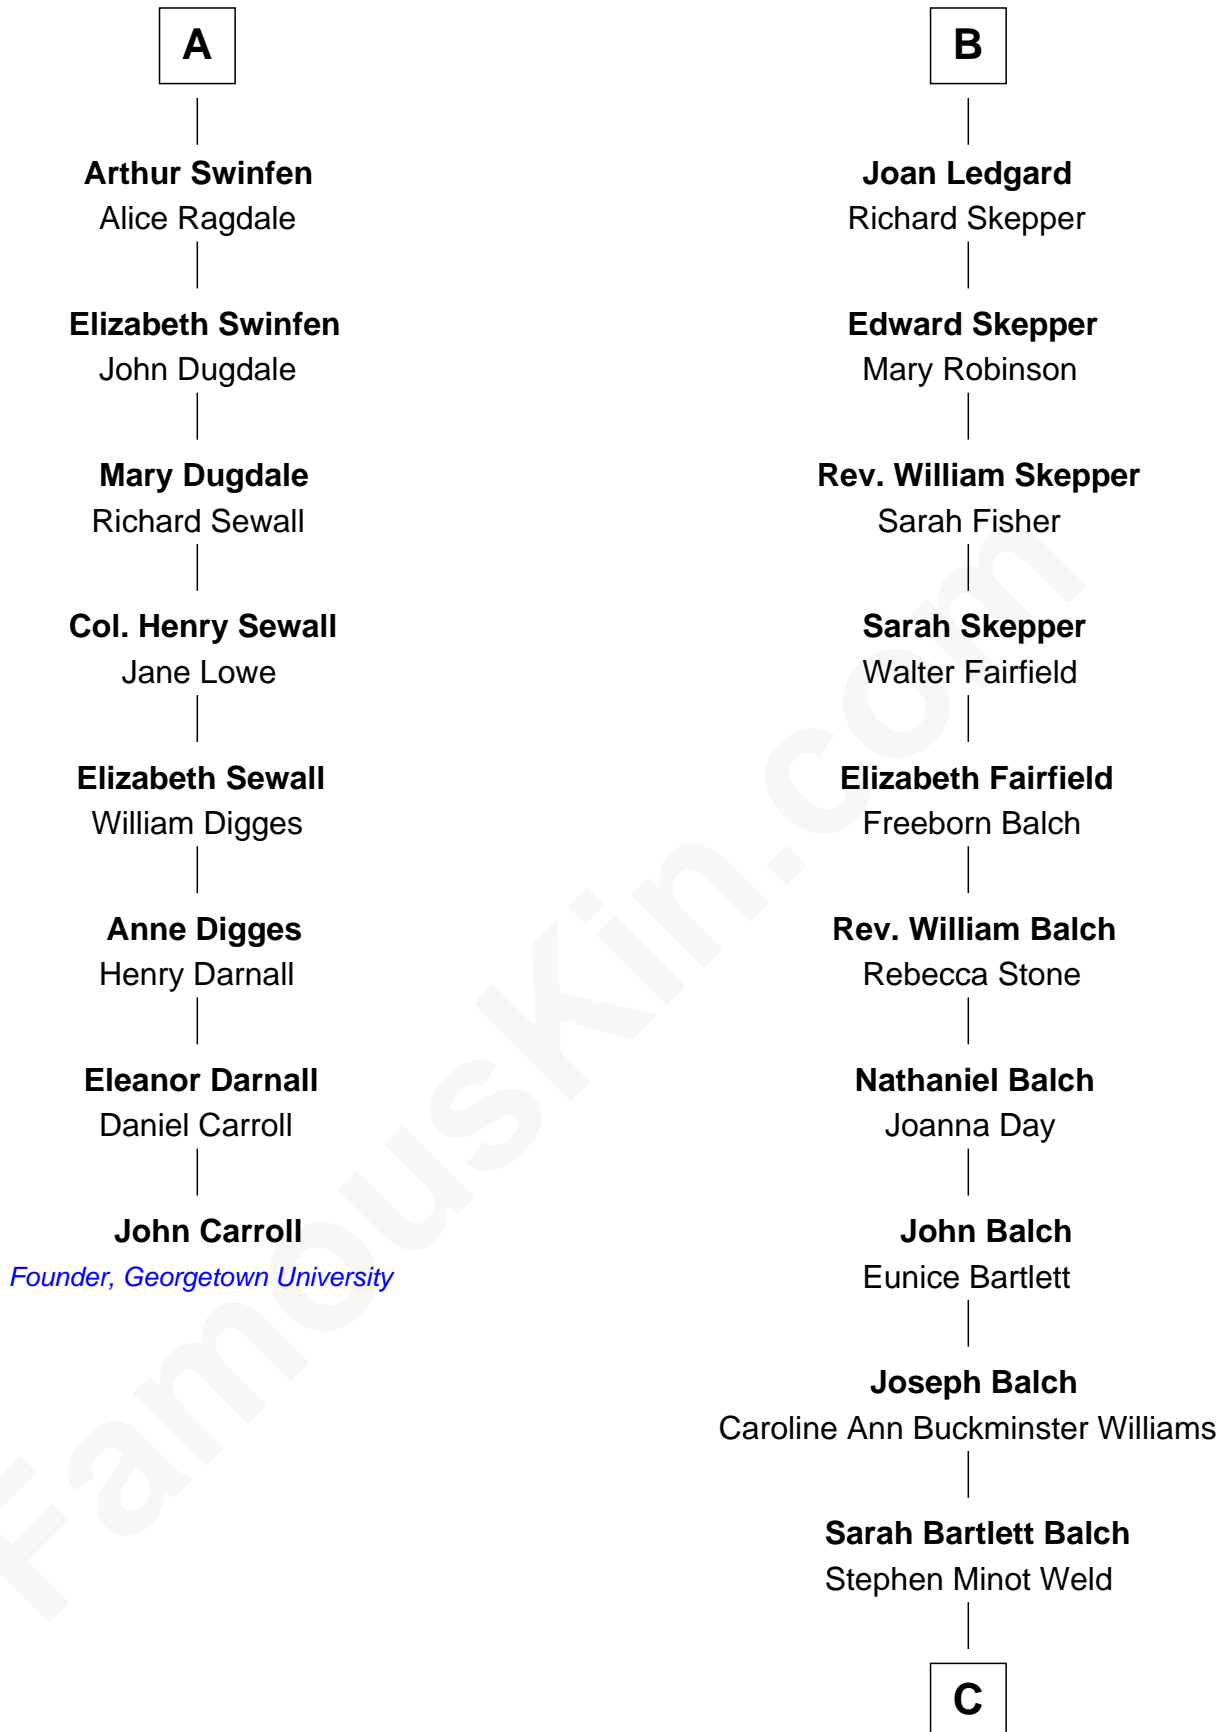 A
Arthur Swinfen
Alice Ragdale
Elizabeth Swinfen
John Dugdale
Mary Dugdale
Richard Sewall
Col. Henry Sewall
Jane Lowe
Elizabeth Sewall
William Digges
Anne Digges
Henry Darnall
Eleanor Darnall
Daniel Carroll
John Carroll
Founder, Georgetown University
B
Joan Ledgard
Richard Skepper
Edward Skepper
Mary Robinson
Rev. William Skepper
Sarah Fisher
Sarah Skepper
Walter Fairfield
Elizabeth Fairfield
Freeborn Balch
Rev. William Balch
Rebecca Stone
Nathaniel Balch
Joanna Day
John Balch
Eunice Bartlett
Joseph Balch
Caroline Ann Buckminster Williams
Sarah Bartlett Balch
Stephen Minot Weld
C
FamousKin.com